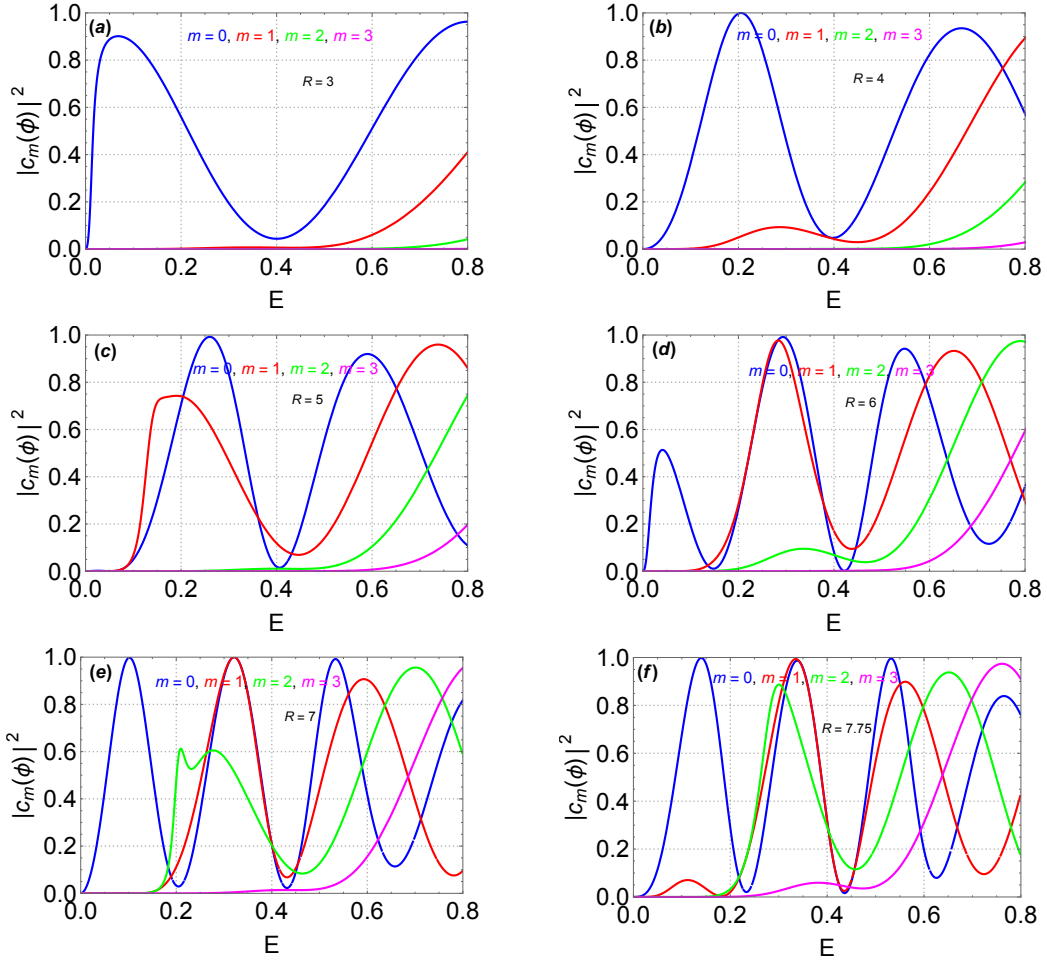 (a)
m = 0, m = 1, m = 2, m = 3
R = 3
|c_m(ϕ)|²
1.0
0.8
0.6
0.4
0.2
0.0
0.0 0.2 0.4 0.6 0.8
E
(b)
m = 0, m = 1, m = 2, m = 3
R = 4
|c_m(ϕ)|²
1.0
0.8
0.6
0.4
0.2
0.0
0.0 0.2 0.4 0.6 0.8
E
(c)
m = 0, m = 1, m = 2, m = 3
R = 5
|c_m(ϕ)|²
1.0
0.8
0.6
0.4
0.2
0.0
0.0 0.2 0.4 0.6 0.8
E
(d)
m = 0, m = 1, m = 2, m = 3
R = 6
|c_m(ϕ)|²
1.0
0.8
0.6
0.4
0.2
0.0
0.0 0.2 0.4 0.6 0.8
E
(e)
m = 0, m = 1, m = 2, m = 3
R = 7
|c_m(ϕ)|²
1.0
0.8
0.6
0.4
0.2
0.0
0.0 0.2 0.4 0.6 0.8
E
(f)
m = 0, m = 1, m = 2, m = 3
R = 7.75
|c_m(ϕ)|²
1.0
0.8
0.6
0.4
0.2
0.0
0.0 0.2 0.4 0.6 0.8
E